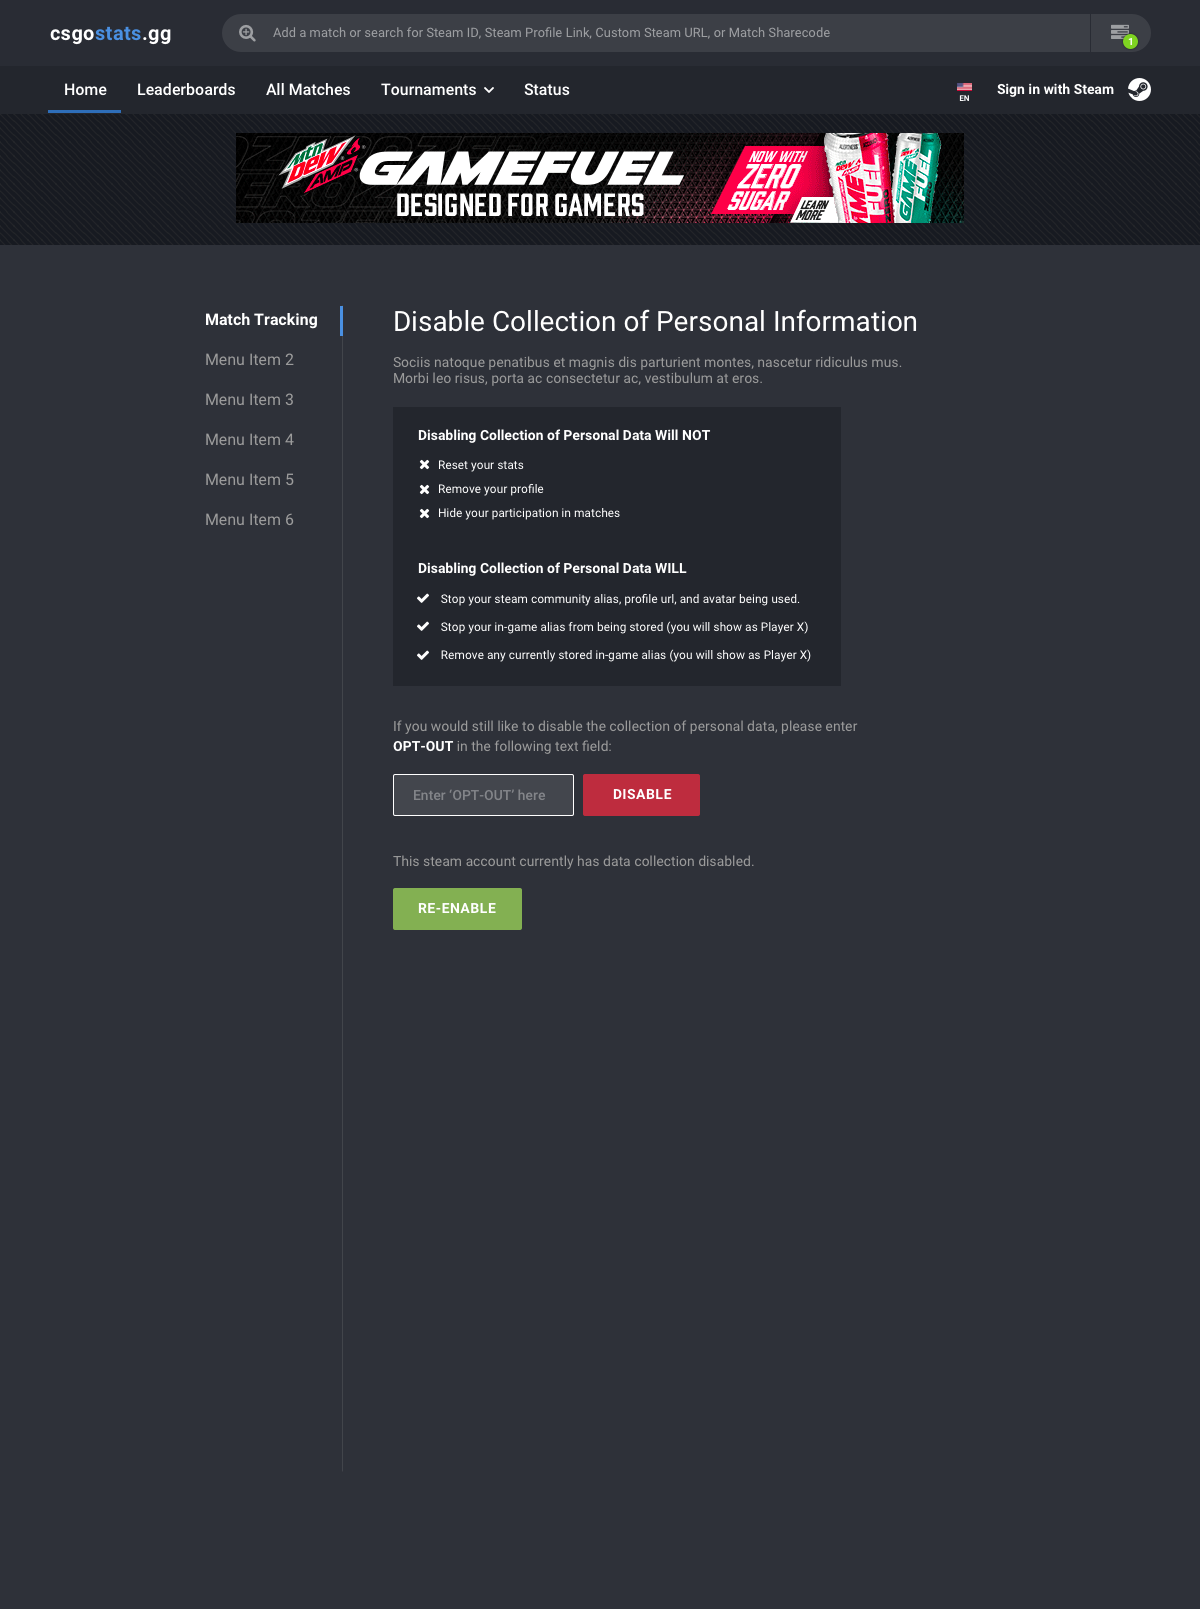 csgostats.gg
Add a match or search for Steam ID, Steam Profile Link, Custom Steam URL, or Match Sharecode
1
Home
Leaderboards
All Matches
Tournaments
Status
EN
Sign in with Steam
Mtn
DEW
AMP
GAMEFUEL
DESIGNED FOR GAMERS
NOW WITH
ZERO
SUGAR
LEARN
MORE
GAME FUEL
Match Tracking
Menu Item 2
Menu Item 3
Menu Item 4
Menu Item 5
Menu Item 6
Disable Collection of Personal Information
Sociis natoque penatibus et magnis dis parturient montes, nascetur ridiculus mus.
Morbi leo risus, porta ac consectetur ac, vestibulum at eros.
Disabling Collection of Personal Data Will NOT
Reset your stats
Remove your profile
Hide your participation in matches
Disabling Collection of Personal Data WILL
Stop your steam community alias, profile url, and avatar being used.
Stop your in-game alias from being stored (you will show as Player X)
Remove any currently stored in-game alias (you will show as Player X)
If you would still like to disable the collection of personal data, please enter
OPT-OUT in the following text field:
Enter ‘OPT-OUT’ here
DISABLE
This steam account currently has data collection disabled.
RE-ENABLE